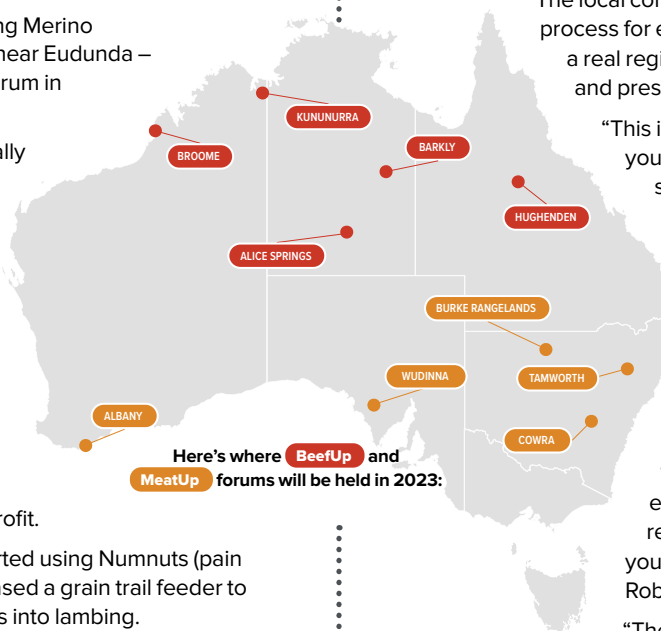 ng Merino
near Eudunda –
rum in
ally
The local co
process for e
a real regi
and pres
"This i
you
s
KUNUNURRA
BROOME
BARKLY
HUGHENDEN
ALICE SPRINGS
BURKE RANGELANDS
WUDINNA
TAMWORTH
ALBANY
COWRA
Here's where BeefUp and
MeatUp forums will be held in 2023:
rofit.
rted using Numnuts (pain
sed a grain trail feeder to
s into lambing.
e
re
you
Rob
"The